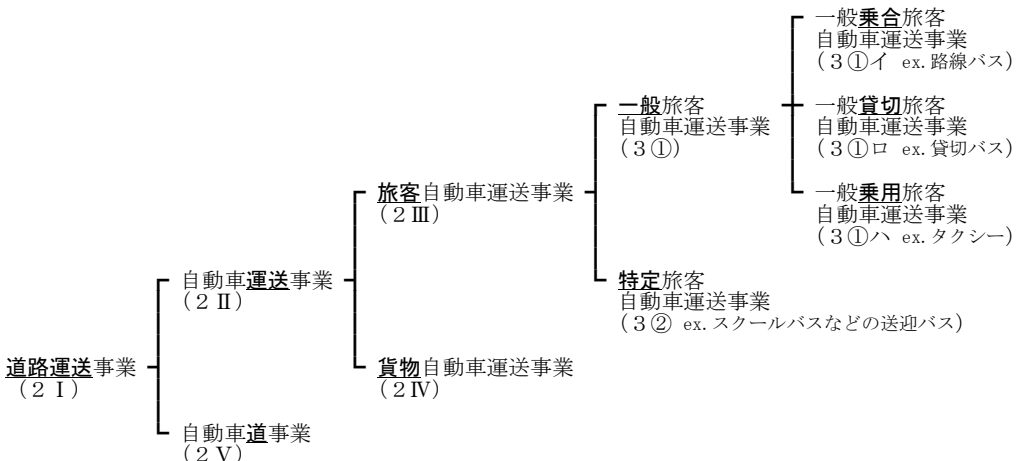 一般乗合旅客
自動車運送事業
(3①イ ex.路線バス)
一般旅客
自動車運送事業
(3①)
一般貸切旅客
自動車運送事業
(3①ロ ex.貸切バス)
旅客自動車運送事業
(2Ⅲ)
一般乗用旅客
自動車運送事業
(3①ハ ex.タクシー)
自動車運送事業
(2Ⅱ)
特定旅客
自動車運送事業
(3② ex.スクールバスなどの送迎バス)
道路運送事業
(2Ⅰ)
貨物自動車運送事業
(2Ⅳ)
自動車道事業
(2Ⅴ)